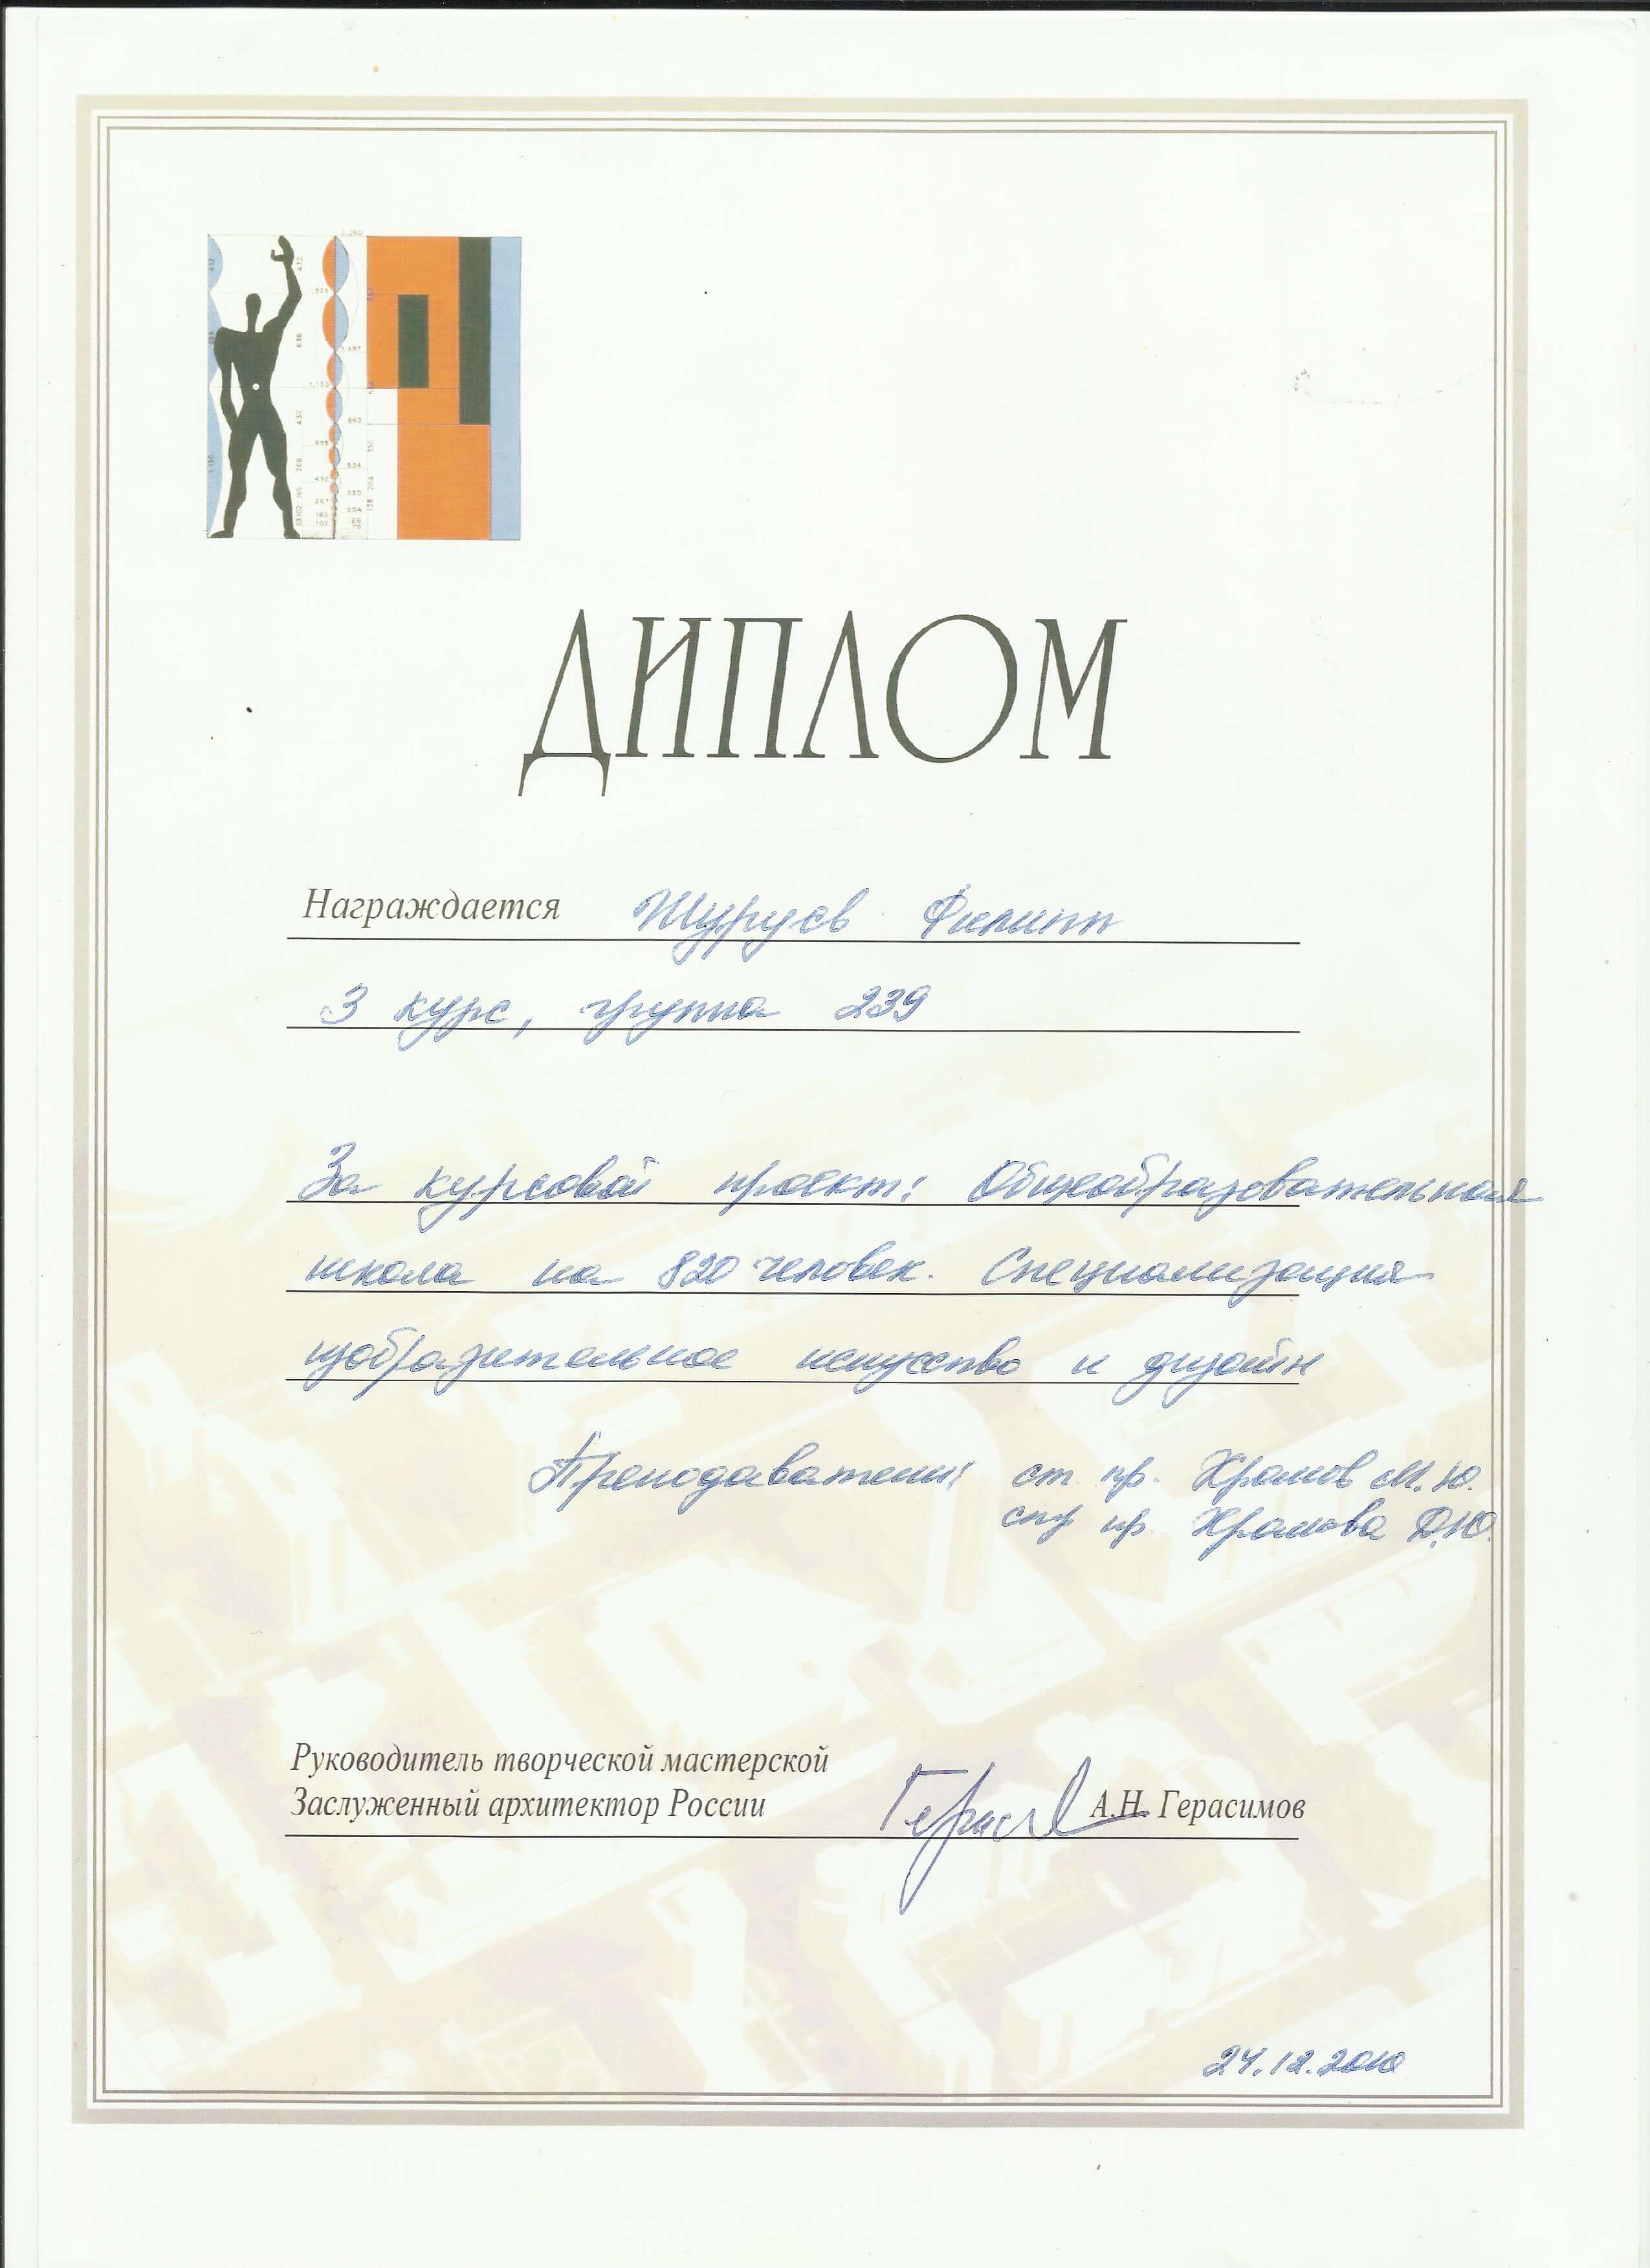 ДИПЛОМ
Награждается Шуруев Филипп
3 курс, группа 239
За курсовой проект: Общеобразовательная
школа на 820 человек. Специализация
изобразительное искусство и дизайн
Преподаватели: ст. пр. Храмов М.Ю.
ст. пр. Храмова Д.Ю.
Руководитель творческой мастерской
Заслуженный архитектор России А.Н. Герасимов
24.12.2010